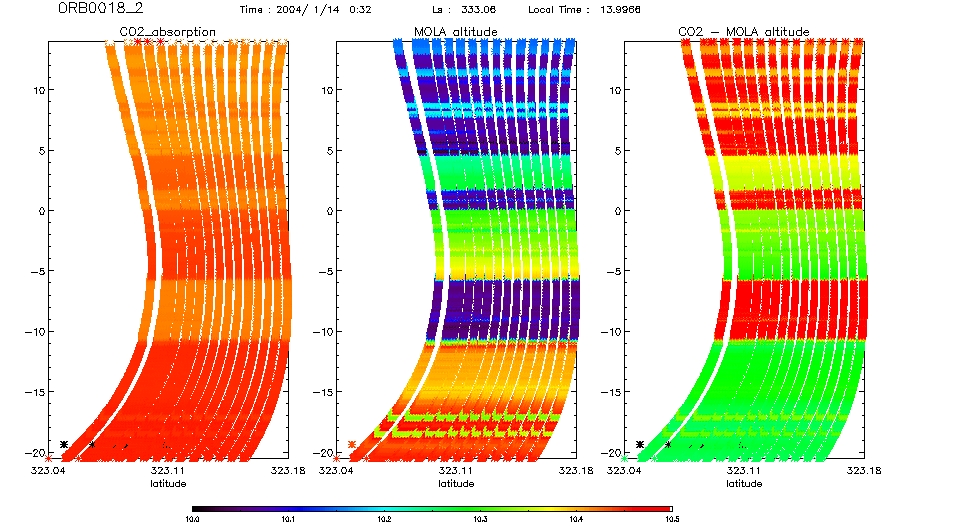 ORB0018_2 Time : 2004/ 1/14 0:32 Ls : 333.06 Local Time : 13.9966
CO2_absorption MOLA altitude CO2 - MOLA altitude
10 10 10
5 5 5
0 0 0
-5 -5 -5
-10 -10 -10
-15 -15 -15
-20 -20 -20
323.04 323.11 323.18 323.04 323.11 323.18 323.04 323.11 323.18
latitude latitude latitude
10.0 10.1 10.2 10.3 10.4 10.5